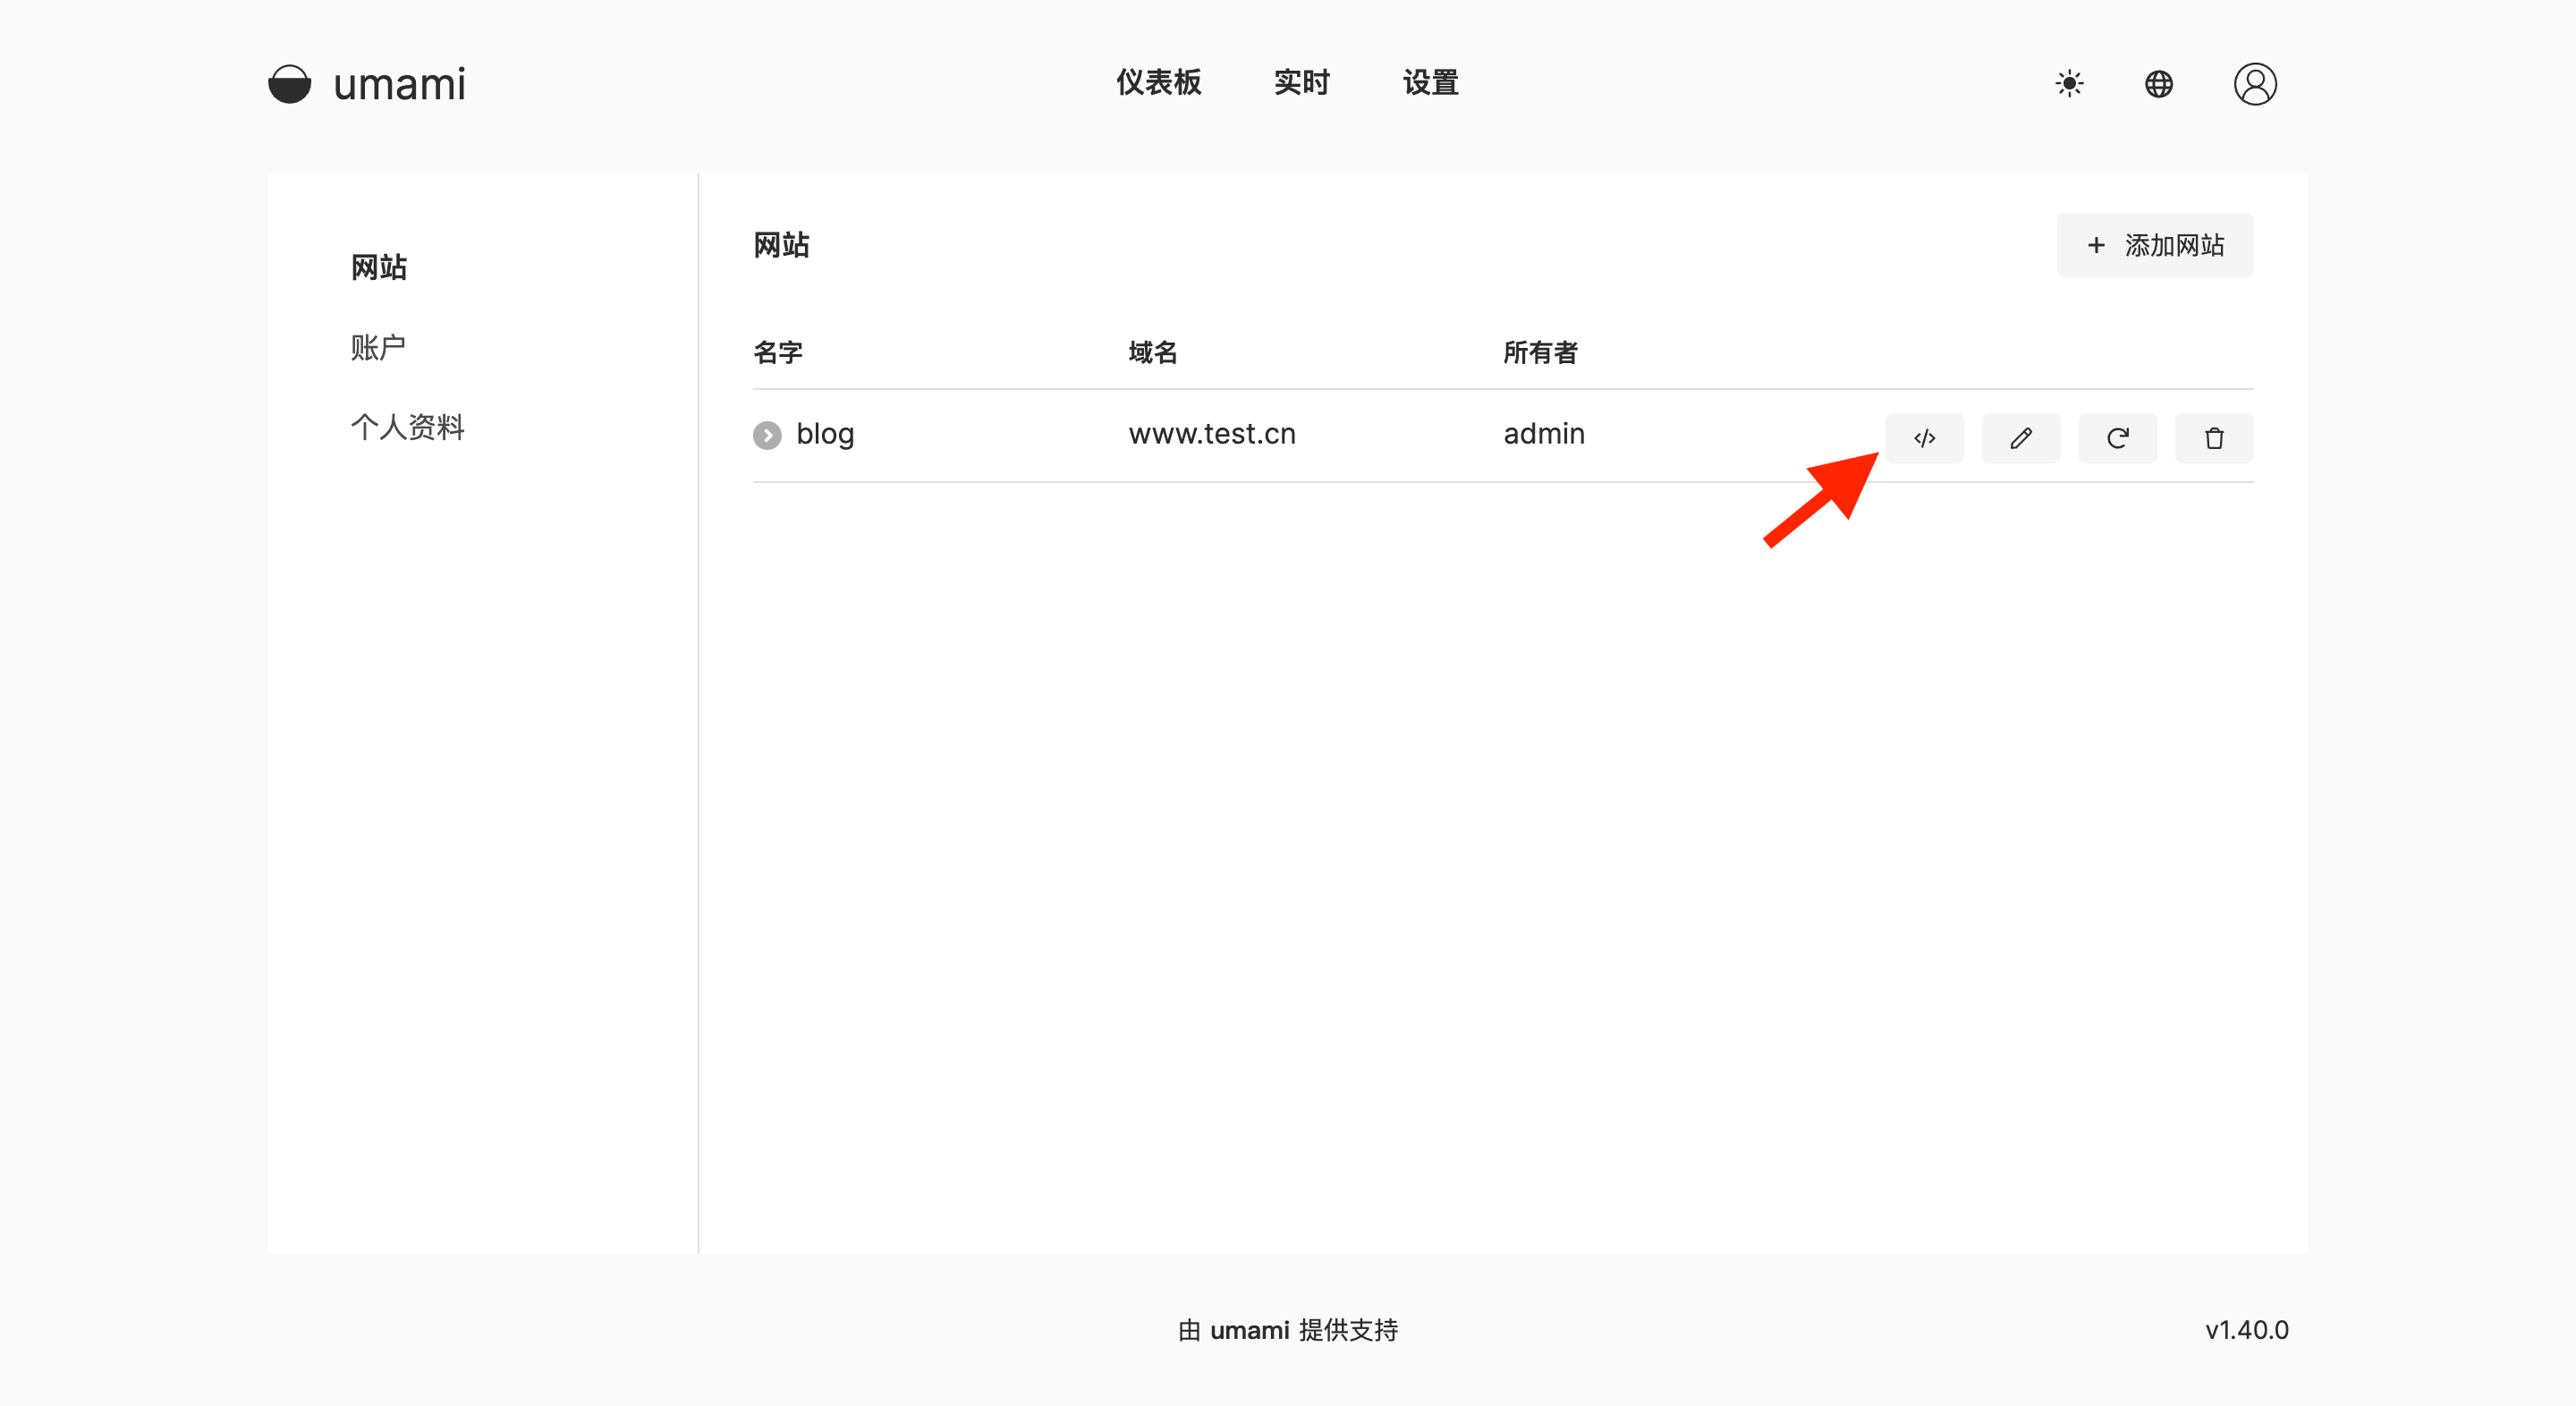 umami
仪表板 实时 设置
网站
账户
个人资料
网站
+ 添加网站
名字 域名 所有者
blog www.test.cn admin
由 umami 提供支持
v1.40.0